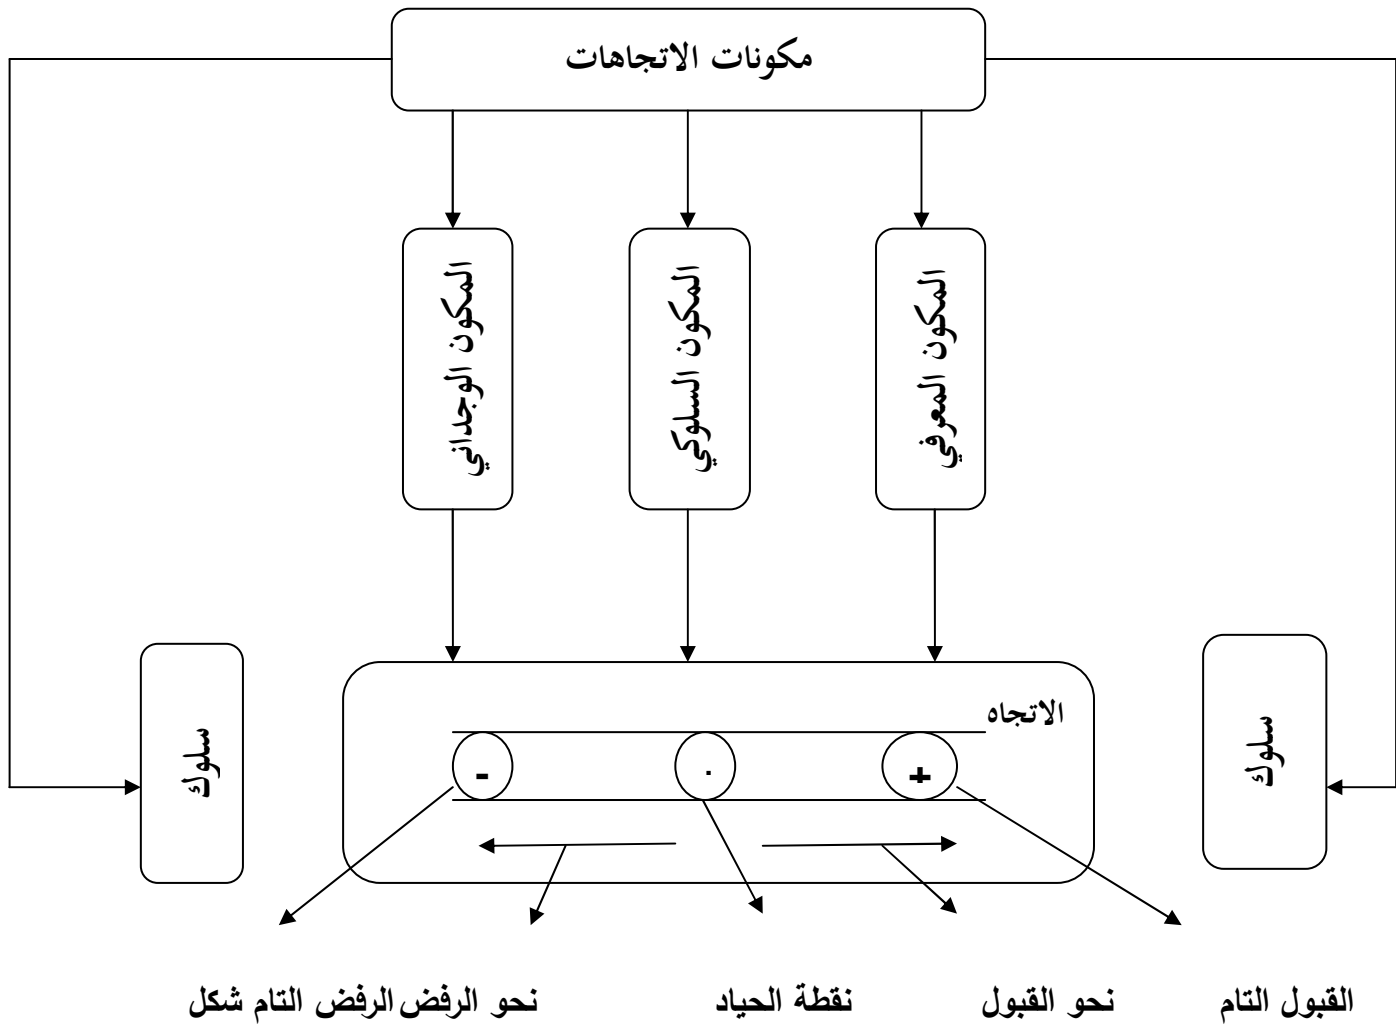 مكونات الاتجاهات
المكون المعرفي
المكون السلوكي
المكون الوجداني
سلوك
الاتجاه
+
.
-
سلوك
القبول التام
نحو القبول
نقطة الحياد
نحو الرفض الرفض التام شكل